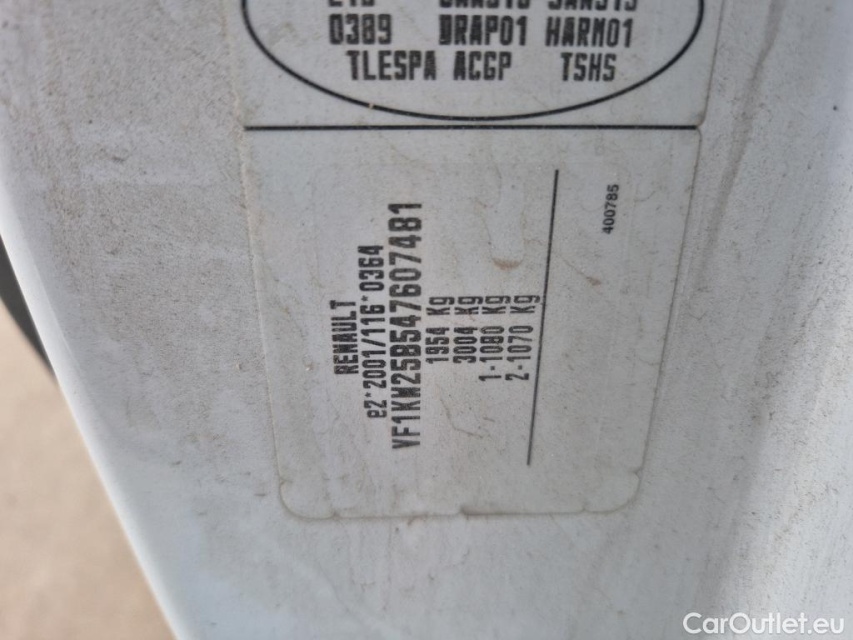 0389 DRAP01 HARM01
TLESPA ACGP TSHS
RENAULT
e2*2001/116*0364
VF1KW25B547607481
1954 Kg
3004 Kg
1-1080 Kg
2-1070 Kg
400785
CarOutlet.eu